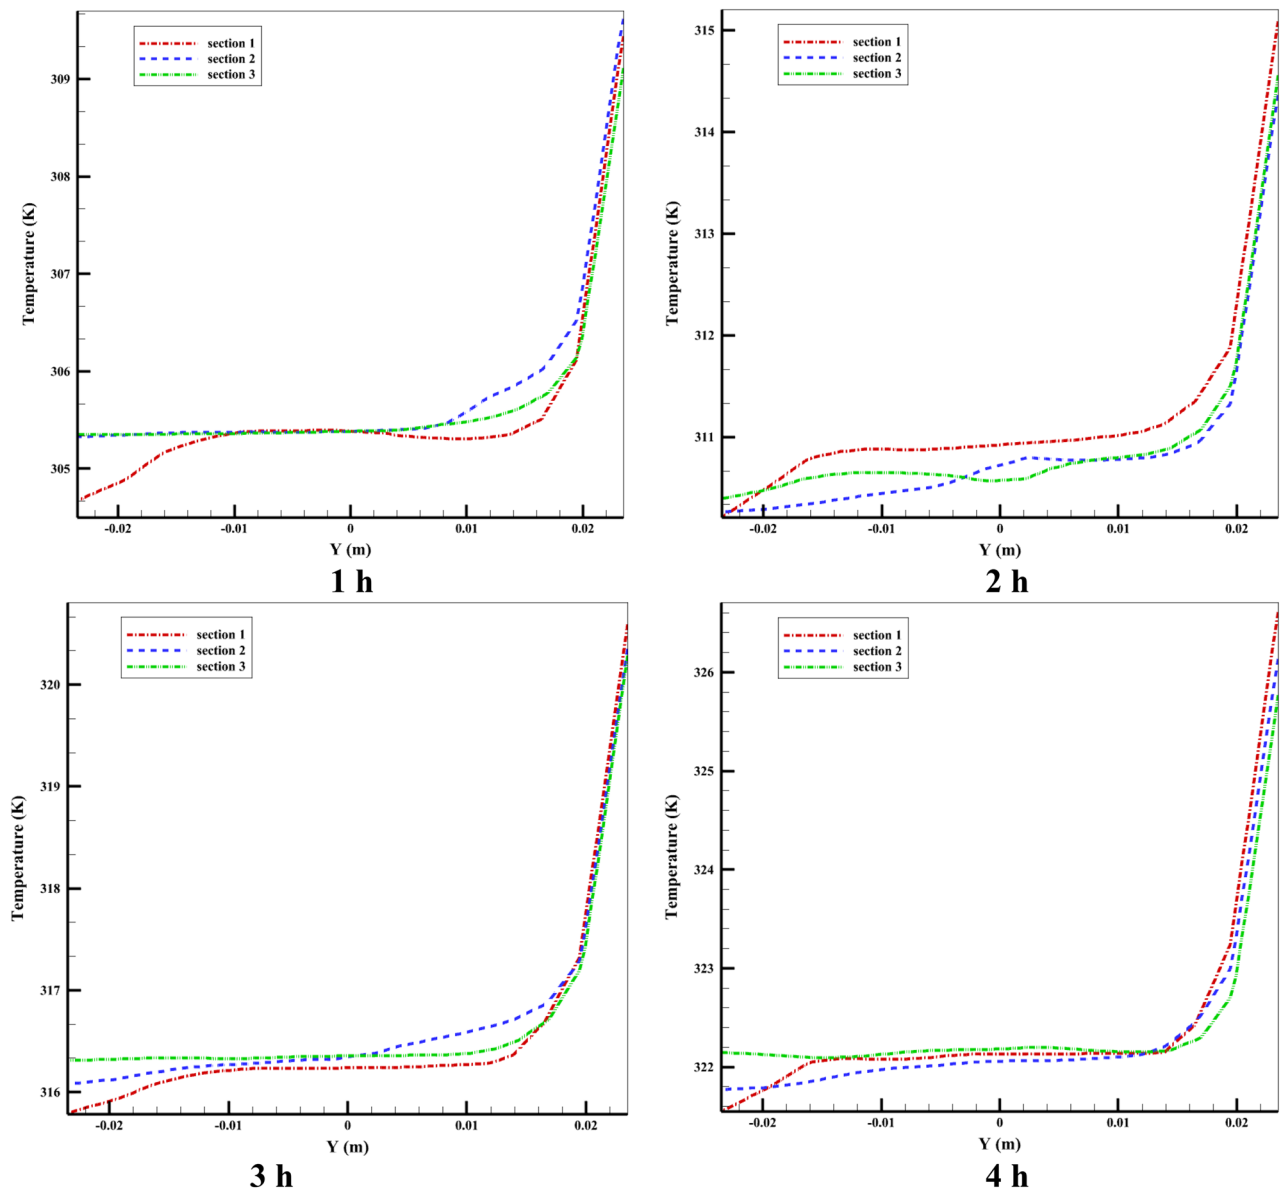 section 1
section 2
section 3
309
308
307
306
305
Temperature (K)
-0.02 -0.01 0 0.01 0.02
Y (m)
1 h
section 1
section 2
section 3
315
314
313
312
311
Temperature (K)
-0.02 -0.01 0 0.01 0.02
Y (m)
2 h
section 1
section 2
section 3
320
319
318
317
316
Temperature (K)
-0.02 -0.01 0 0.01 0.02
Y (m)
3 h
section 1
section 2
section 3
326
325
324
323
322
Temperature (K)
-0.02 -0.01 0 0.01 0.02
Y (m)
4 h